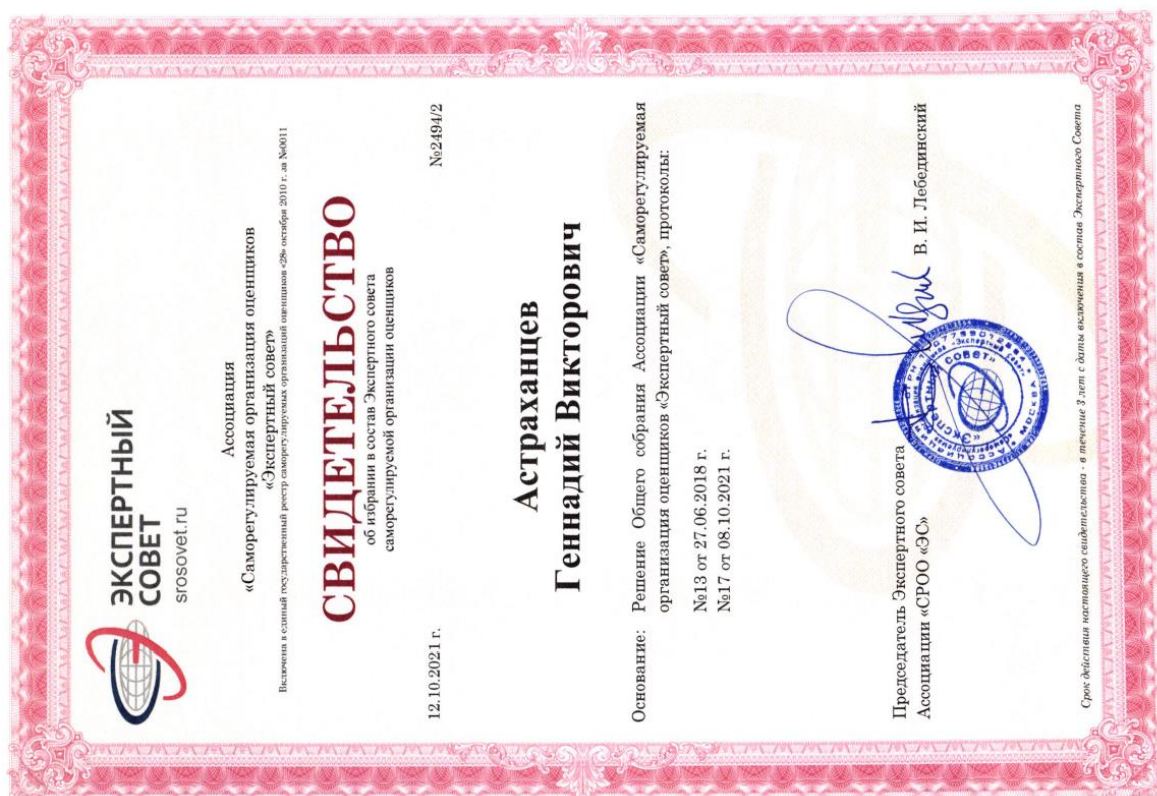 ЭКСПЕРТНЫЙ
СОВЕТ
srosovet.ru
Ассоциация
«Саморегулируемая организация оценщиков
«Экспертный совет»
Включена в единый государственный реестр саморегулируемых организаций оценщиков «28» октября 2010 г. за №0011
СВИДЕТЕЛЬСТВО
об избрании в состав Экспертного совета
саморегулируемой организации оценщиков
12.10.2021 г. №2494/2
Астраханцев
Геннадий Викторович
Основание: Решение Общего собрания Ассоциации «Саморегулируемая
организация оценщиков «Экспертный совет», протоколы:
№13 от 27.06.2018 г.
№17 от 08.10.2021 г.
Председатель Экспертного совета
Ассоциации «СРОО «ЭС» В. И. Лебединский
«Экспертный совет»
МОСКВА
Срок действия настоящего свидетельства - в течение 3 лет с даты включения в состав Экспертного Совета